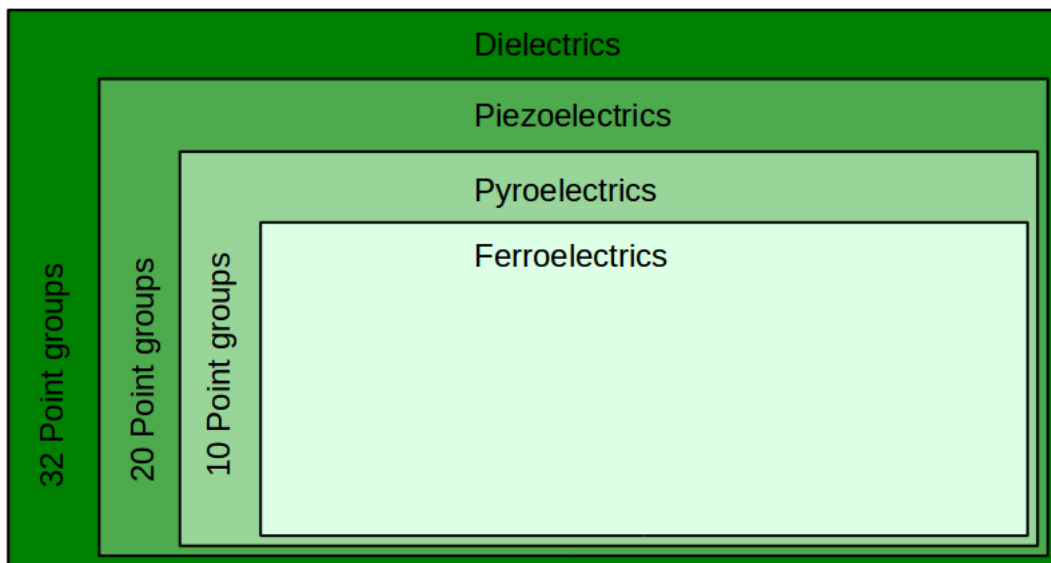 Dielectrics
Piezoelectrics
Pyroelectrics
Ferroelectrics
32 Point groups
20 Point groups
10 Point groups